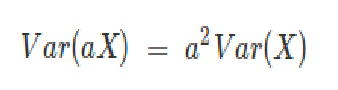 Var(aX) = a²Var(X)